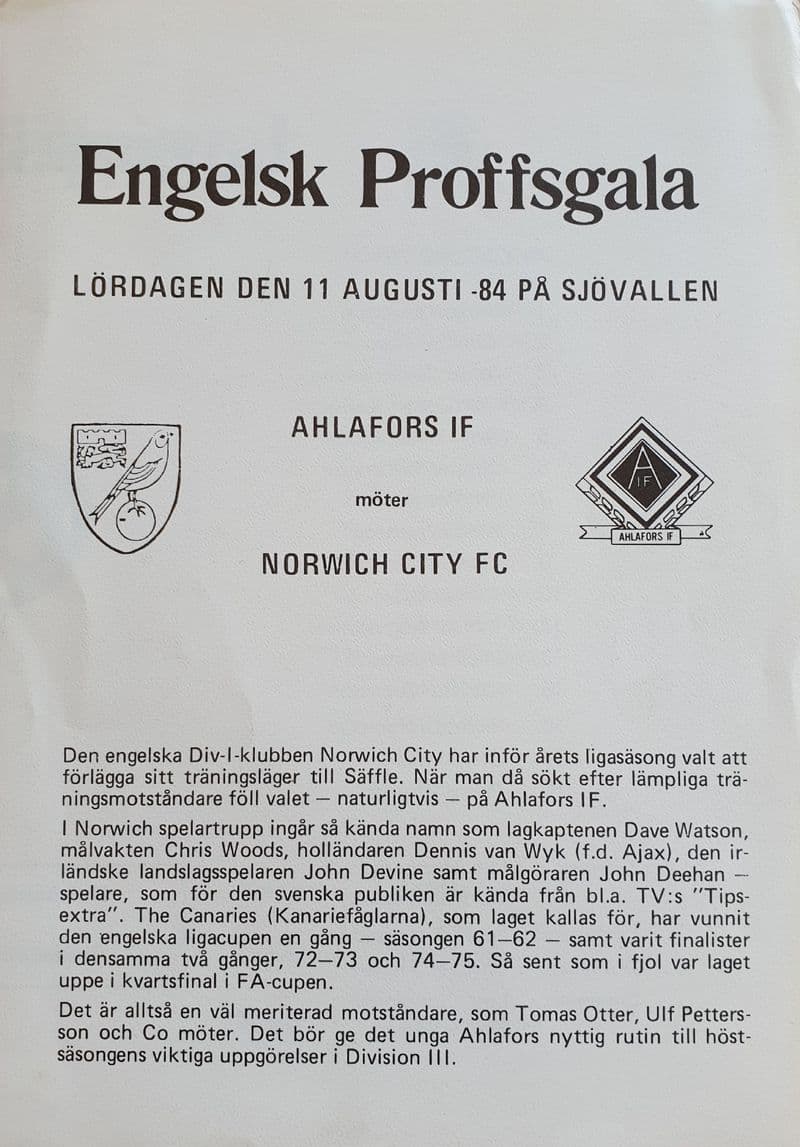 Engelsk Proffsgala
LÖRDAGEN DEN 11 AUGUSTI -84 PÅ SJÖVALLEN
AHLAFORS IF
möter
NORWICH CITY FC
A
I.F
AHLAFORS IF
Den engelska Div-I-klubben Norwich City har inför årets ligasäsong valt att
förlägga sitt träningsläger till Säffle. När man då sökt efter lämpliga trä-
ningsmotståndare föll valet – naturligtvis – på Ahlafors IF.
I Norwich spelartrupp ingår så kända namn som lagkaptenen Dave Watson,
målvakten Chris Woods, holländaren Dennis van Wyk (f.d. Ajax), den ir-
ländske landslagsspelaren John Devine samt målgöraren John Deehan –
spelare, som för den svenska publiken är kända från bl.a. TV:s "Tips-
extra". The Canaries (Kanariefåglarna), som laget kallas för, har vunnit
den engelska ligacupen en gång – säsongen 61–62 – samt varit finalister
i densamma två gånger, 72–73 och 74–75. Så sent som i fjol var laget
uppe i kvartsfinal i FA-cupen.
Det är alltså en väl meriterad motståndare, som Tomas Otter, Ulf Petters-
son och Co möter. Det bör ge det unga Ahlafors nyttig rutin till höst-
säsongens viktiga uppgörelser i Division III.